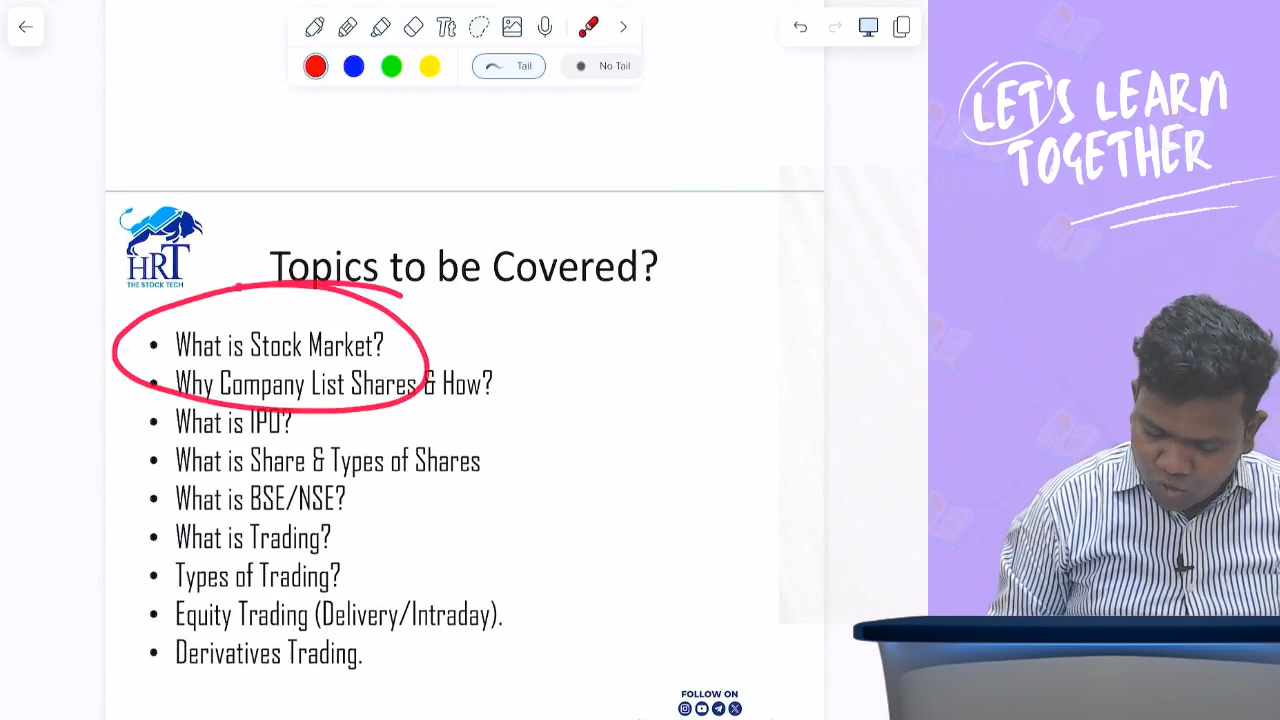 Tt
Tail
No Tail
LET'S LEARN
TOGETHER
HRT
THE STOCK TECH
Topics to be Covered?
• What is Stock Market?
• Why Company List Shares & How?
• What is IPO?
• What is Share & Types of Shares
• What is BSE/NSE?
• What is Trading?
• Types of Trading?
• Equity Trading (Delivery/Intraday).
• Derivatives Trading.
FOLLOW ON